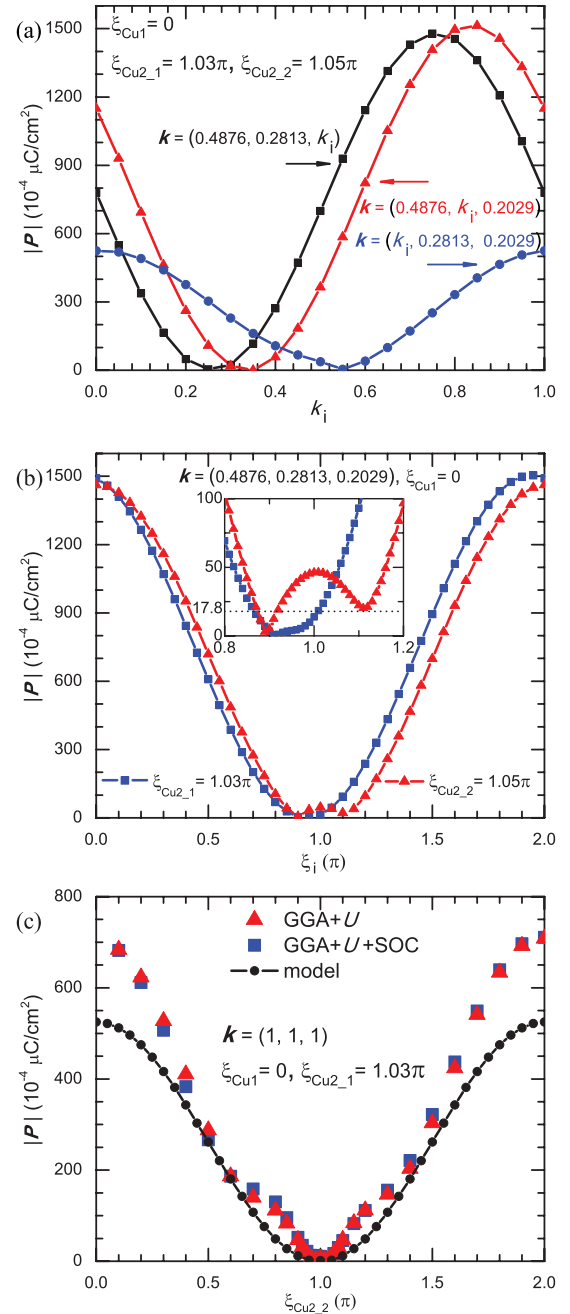 (a)
ξCu1= 0
ξCu2_1 = 1.03π, ξCu2_2 = 1.05π
k = (0.4876, 0.2813, ki)
k = (0.4876, ki, 0.2029)
k = (ki, 0.2813, 0.2029)
1500
1200
900
600
300
0
|P| (10-4 μC/cm2)
0.0 0.2 0.4 0.6 0.8 1.0
ki
(b)
k = (0.4876, 0.2813, 0.2029), ξCu1= 0
100
50
17.8
0
0.8 1.0 1.2
ξCu2_1 = 1.03π
ξCu2_2 = 1.05π
1500
1200
900
600
300
0
|P| (10-4 μC/cm2)
0.0 0.5 1.0 1.5 2.0
ξi (π)
(c)
GGA+U
GGA+U+SOC
model
k = (1, 1, 1)
ξCu1= 0, ξCu2_1= 1.03π
800
600
400
200
0
|P| (10-4 μC/cm2)
0.0 0.4 0.8 1.2 1.6 2.0
ξCu2_2 (π)